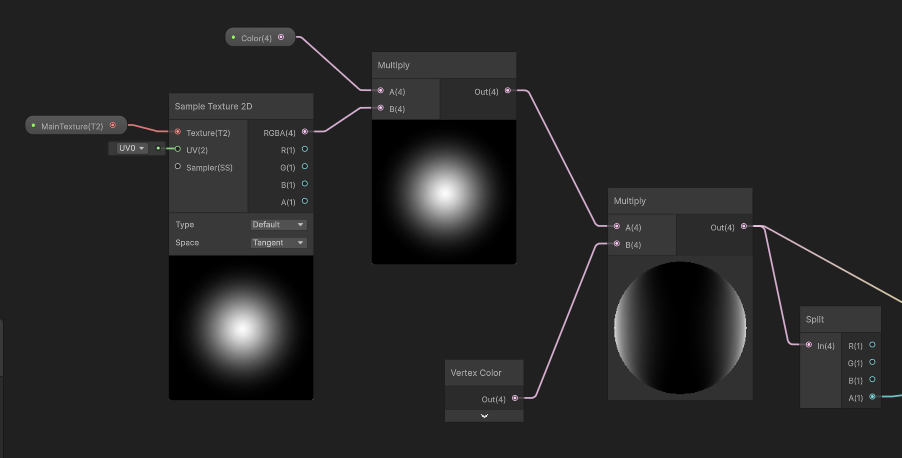 Color(4)
MainTexture(T2)
UV0
Sample Texture 2D
Texture(T2)
RGBA(4)
UV(2)
R(1)
Sampler(SS)
G(1)
B(1)
A(1)
Type
Default
Space
Tangent
Multiply
A(4)
Out(4)
B(4)
Vertex Color
Out(4)
Multiply
A(4)
Out(4)
B(4)
Split
In(4)
R(1)
G(1)
B(1)
A(1)